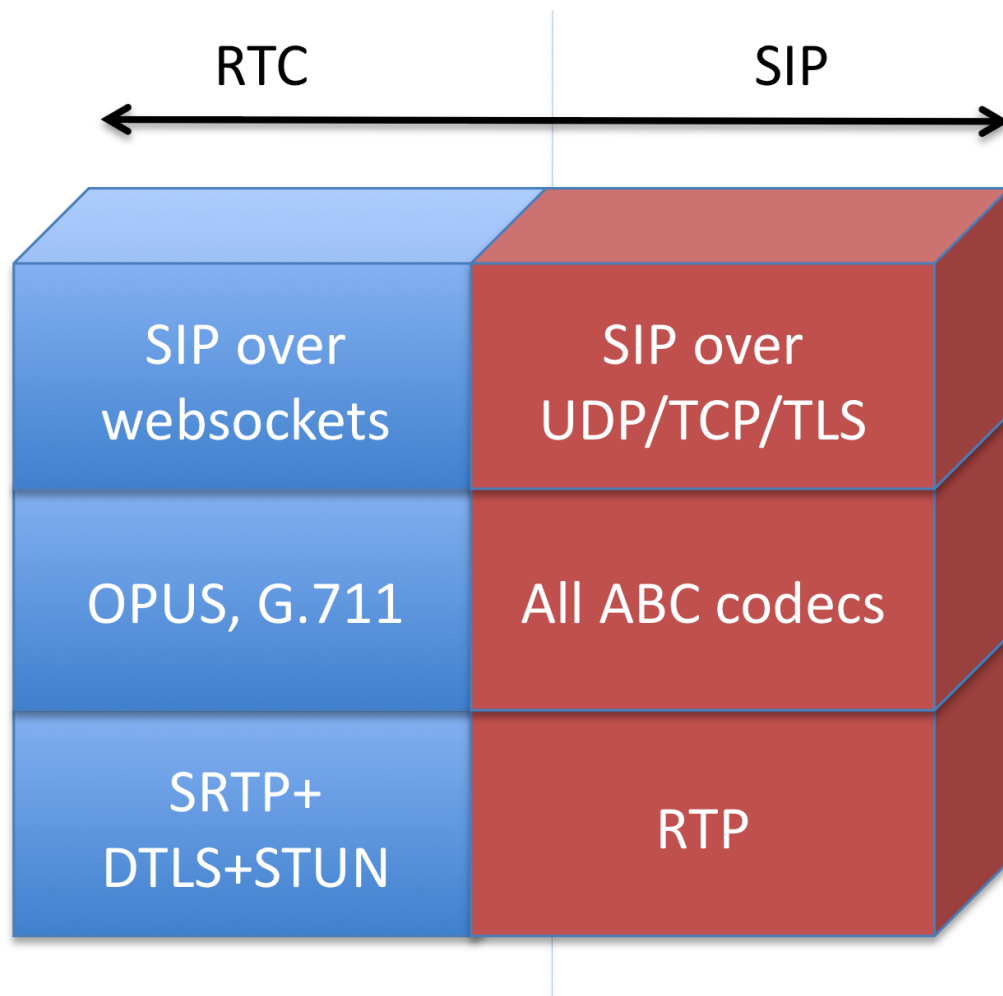 RTC
SIP
SIP over
websockets
SIP over
UDP/TCP/TLS
OPUS, G.711
All ABC codecs
SRTP+
DTLS+STUN
RTP